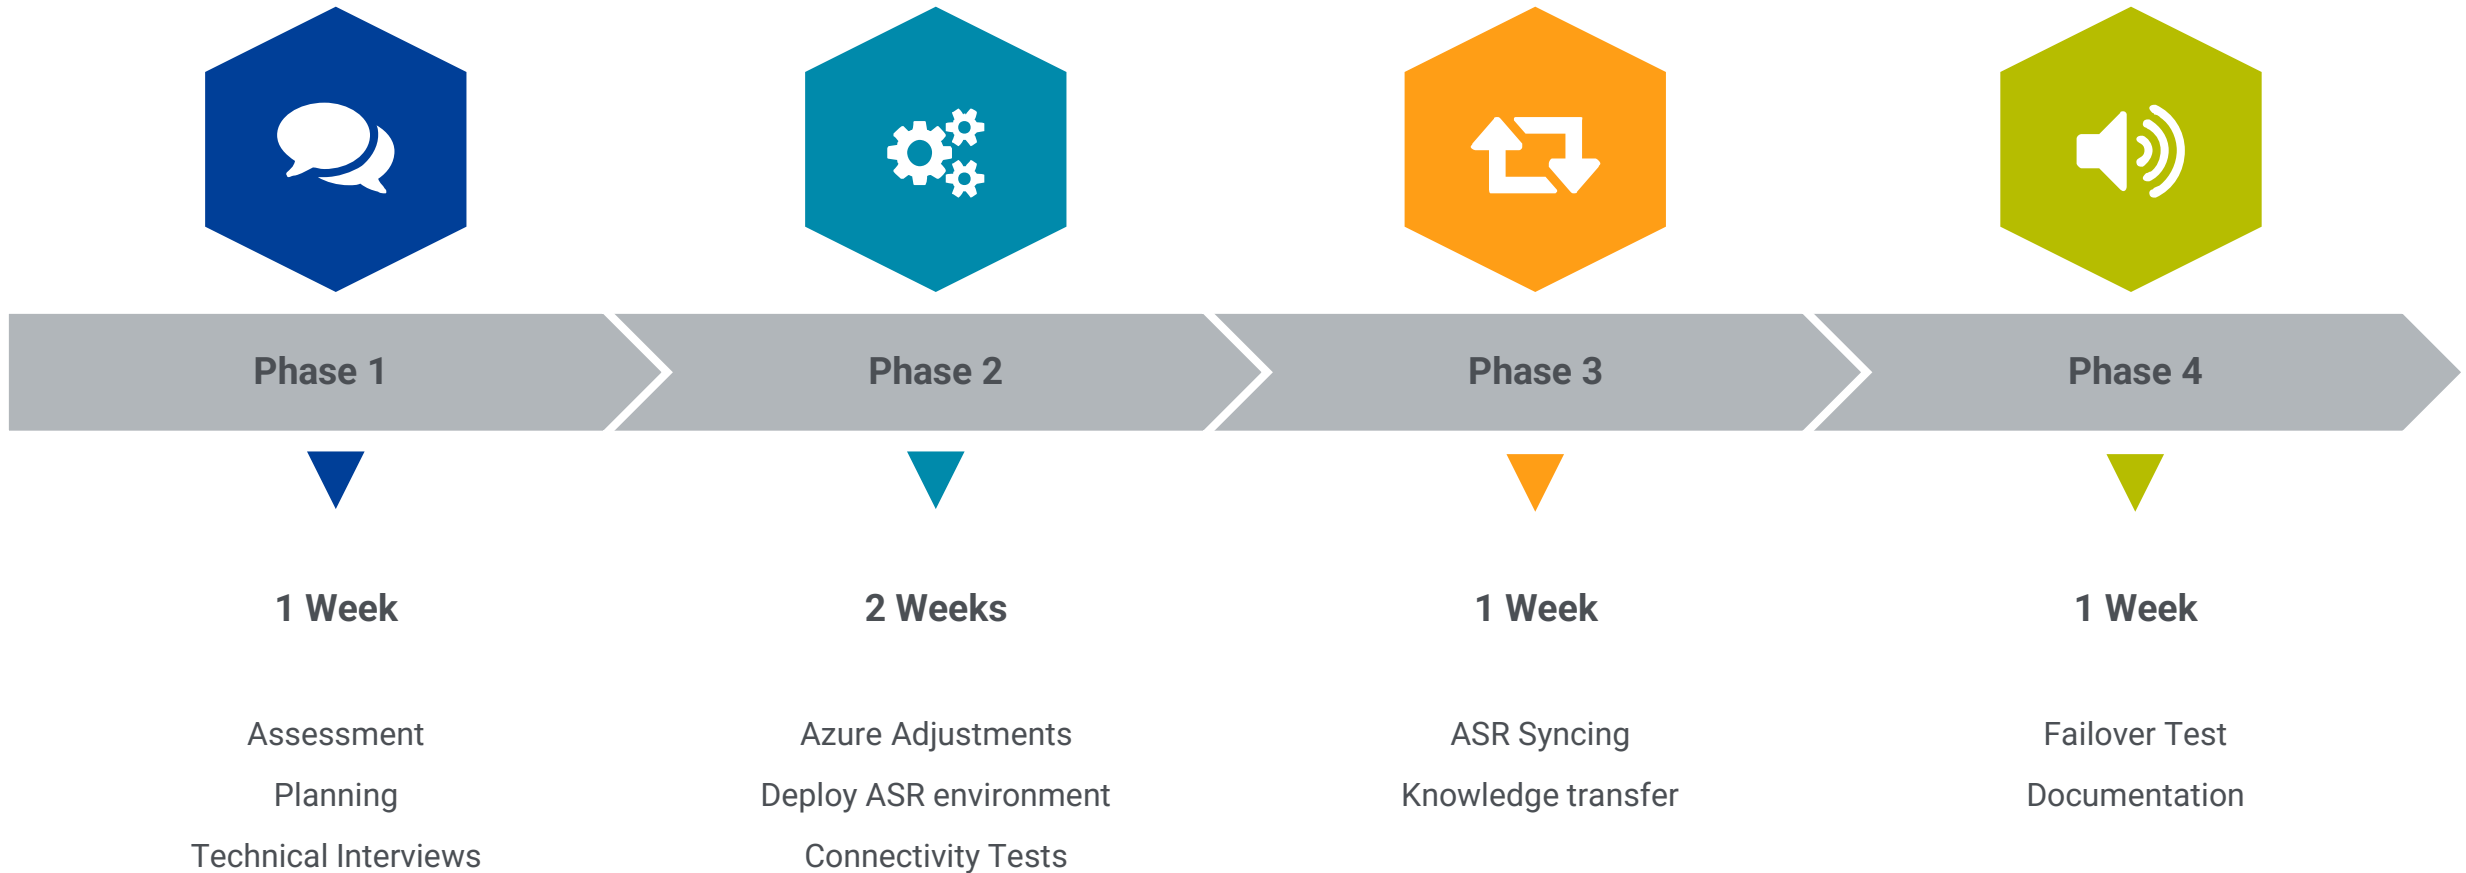 Phase 1
Phase 2
Phase 3
Phase 4
1 Week
2 Weeks
1 Week
1 Week
Assessment
Planning
Technical Interviews
Azure Adjustments
Deploy ASR environment
Connectivity Tests
ASR Syncing
Knowledge transfer
Failover Test
Documentation